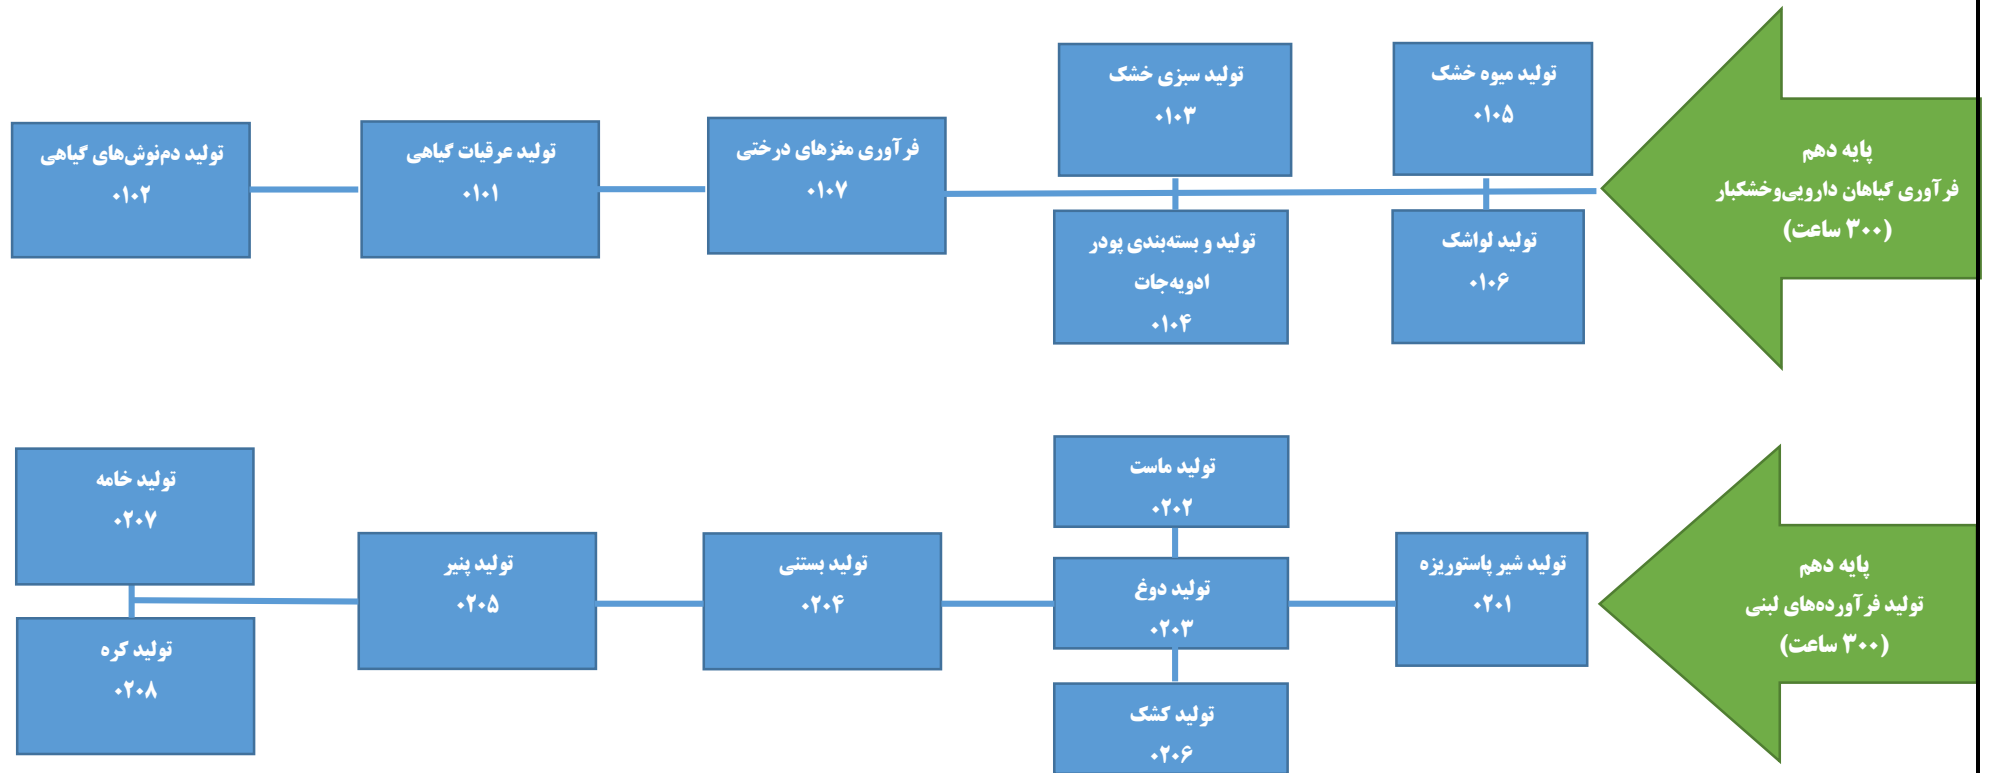 پایه دهم
فرآوری گیاهان دارویی‌وخشکبار
(۳۰۰ ساعت)
تولید میوه خشک
۰۱۰۵
تولید لواشک
۰۱۰۶
تولید سبزی خشک
۰۱۰۳
تولید و بسته‌بندی پودر
ادویه‌جات
۰۱۰۴
فرآوری مغزهای درختی
۰۱۰۷
تولید عرقیات گیاهی
۰۱۰۱
تولید دم‌نوش‌های گیاهی
۰۱۰۲
پایه دهم
تولید فرآورده‌های لبنی
(۳۰۰ ساعت)
تولید شیر پاستوریزه
۰۲۰۱
تولید ماست
۰۲۰۲
تولید دوغ
۰۲۰۳
تولید کشک
۰۲۰۶
تولید بستنی
۰۲۰۴
تولید پنیر
۰۲۰۵
تولید خامه
۰۲۰۷
تولید کره
۰۲۰۸